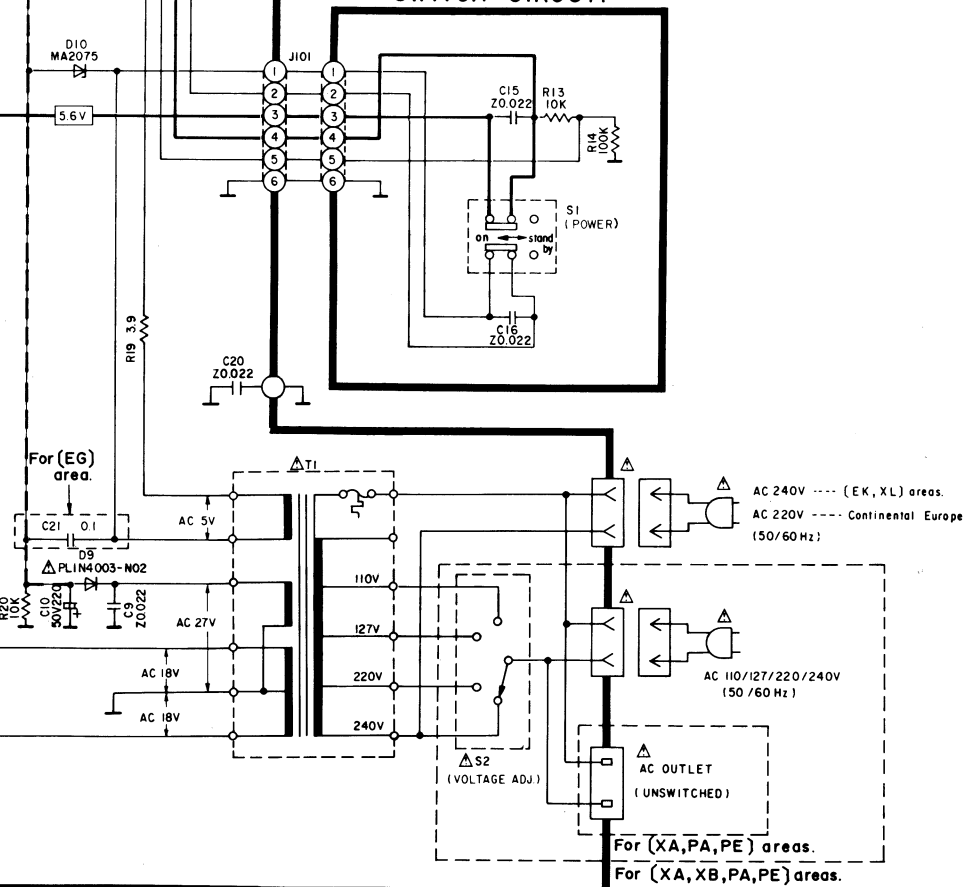 D10
MA2075
5.6V
J101
1 1
2 2
3 3
4 4
5 5
6 6
C15
Z0.022
R13
10K
R14
100K
S1
(POWER)
on
stand
by
C16
Z0.022
R19 3.9
C20
Z0.022
For (EG)
area.
C21 0.1
D9
⚠PLIN4003-N02
R20
10K
C10
50V220
+
C9
Z0.022
⚠T1
AC 5V
AC 27V
AC 18V
AC 18V
110V
127V
220V
240V
⚠S2
(VOLTAGE ADJ.)
⚠
⚠
AC 240V ---- (EK, XL) areas.
AC 220V ---- Continental Europe
(50/60Hz)
⚠
⚠
AC 110/127/220/240V
(50/60Hz)
⚠
AC OUTLET
(UNSWITCHED)
For (XA,PA,PE) areas.
For (XA,XB,PA,PE) areas.